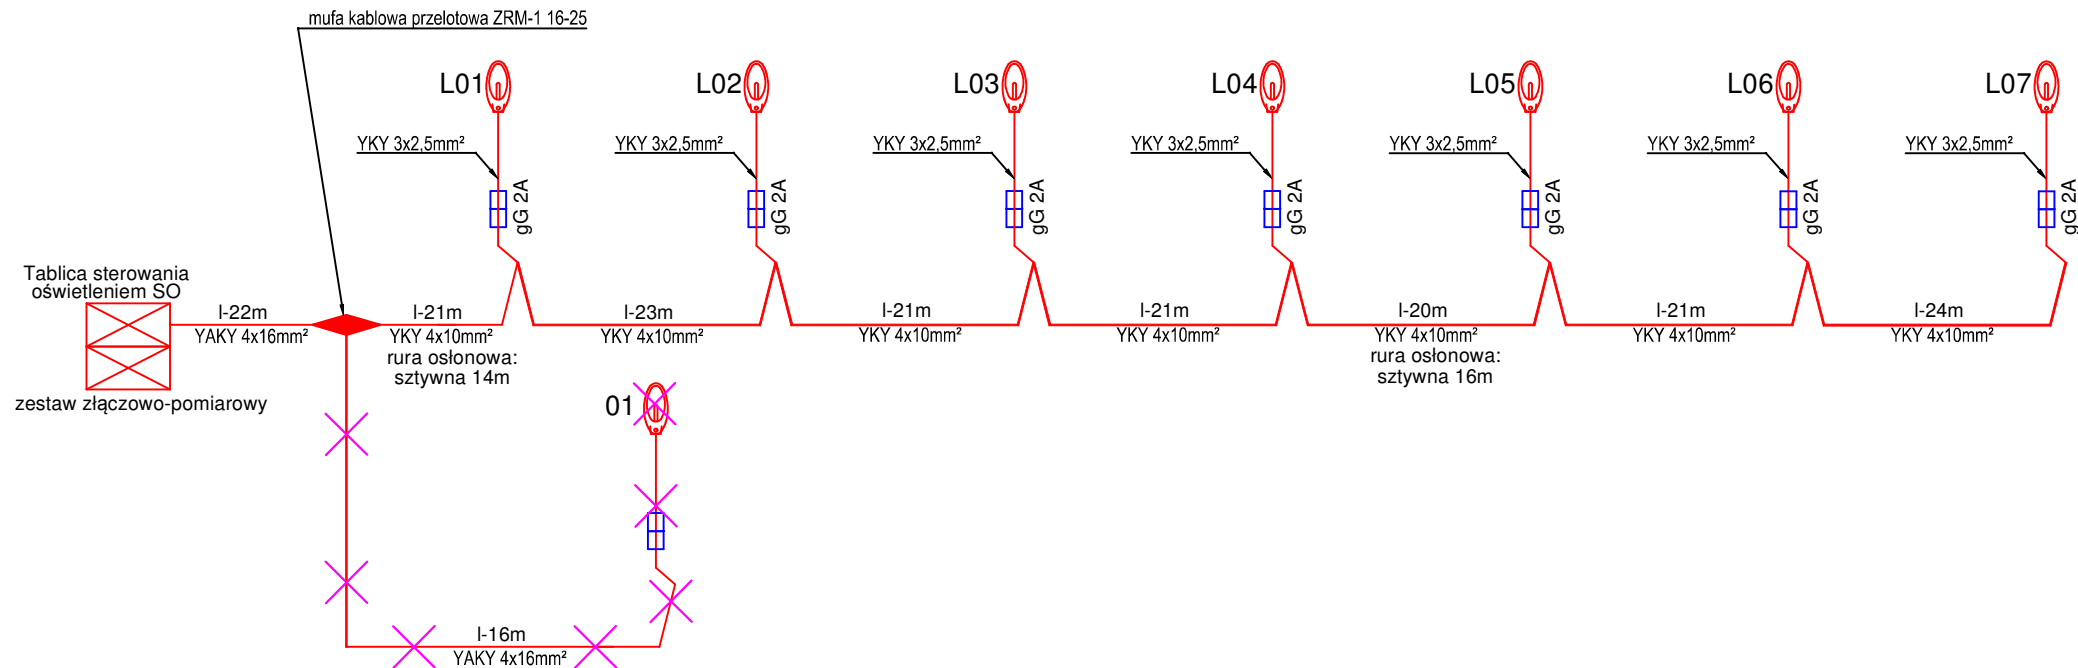 mufa kablowa przelotowa ZRM-1 16-25
L01
L02
L03
L04
L05
L06
L07
YKY 3x2,5mm²
YKY 3x2,5mm²
YKY 3x2,5mm²
YKY 3x2,5mm²
YKY 3x2,5mm²
YKY 3x2,5mm²
YKY 3x2,5mm²
gG 2A
gG 2A
gG 2A
gG 2A
gG 2A
gG 2A
gG 2A
Tablica sterowania
oświetleniem SO
l-22m
YAKY 4x16mm²
l-21m
YKY 4x10mm²
rura osłonowa:
sztywna 14m
l-23m
YKY 4x10mm²
l-21m
YKY 4x10mm²
l-21m
YKY 4x10mm²
l-20m
YKY 4x10mm²
rura osłonowa:
sztywna 16m
l-21m
YKY 4x10mm²
l-24m
YKY 4x10mm²
zestaw złączowo-pomiarowy
01
l-16m
YAKY 4x16mm²